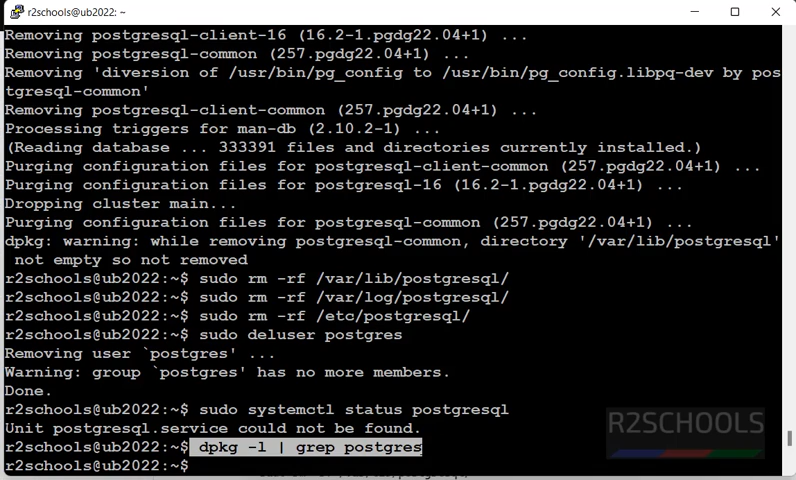 r2schools@ub2022: ~
Removing postgresql-client-16 (16.2-1.pgdg22.04+1) ...
Removing postgresql-common (257.pgdg22.04+1) ...
Removing 'diversion of /usr/bin/pg_config to /usr/bin/pg_config.libpq-dev by pos
tgresql-common'
Removing postgresql-client-common (257.pgdg22.04+1) ...
Processing triggers for man-db (2.10.2-1) ...
(Reading database ... 333391 files and directories currently installed.)
Purging configuration files for postgresql-client-common (257.pgdg22.04+1) ...
Purging configuration files for postgresql-16 (16.2-1.pgdg22.04+1) ...
Dropping cluster main...
Purging configuration files for postgresql-common (257.pgdg22.04+1) ...
dpkg: warning: while removing postgresql-common, directory '/var/lib/postgresql'
 not empty so not removed
r2schools@ub2022:~$ sudo rm -rf /var/lib/postgresql/
r2schools@ub2022:~$ sudo rm -rf /var/log/postgresql/
r2schools@ub2022:~$ sudo rm -rf /etc/postgresql/
r2schools@ub2022:~$ sudo deluser postgres
Removing user `postgres' ...
Warning: group `postgres' has no more members.
Done.
r2schools@ub2022:~$ sudo systemctl status postgresql
Unit postgresql.service could not be found.
r2schools@ub2022:~$ dpkg -l | grep postgres
r2schools@ub2022:~$
R2SCHOOLS